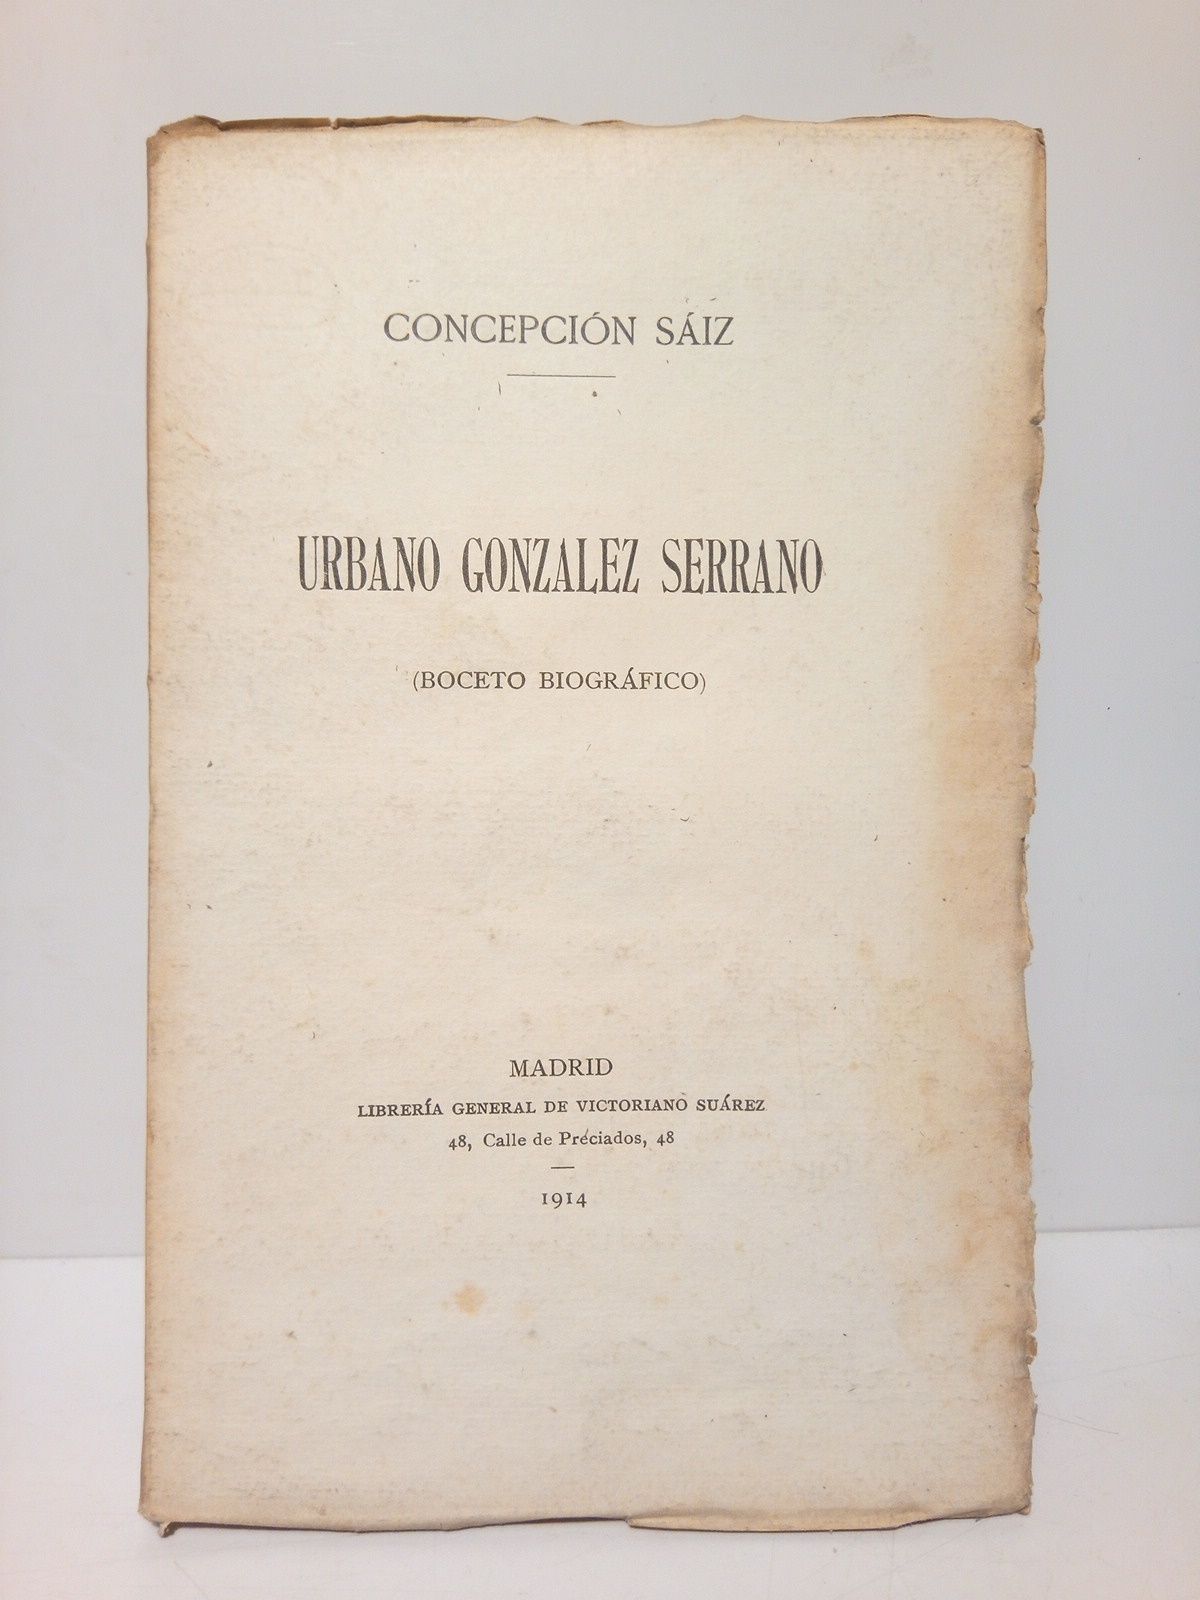 CONCEPCIÓN SÁIZ
URBANO GONZALEZ SERRANO
(BOCETO BIOGRÁFICO)
MADRID
LIBRERÍA GENERAL DE VICTORIANO SUÁREZ
48, Calle de Preciados, 48
1914